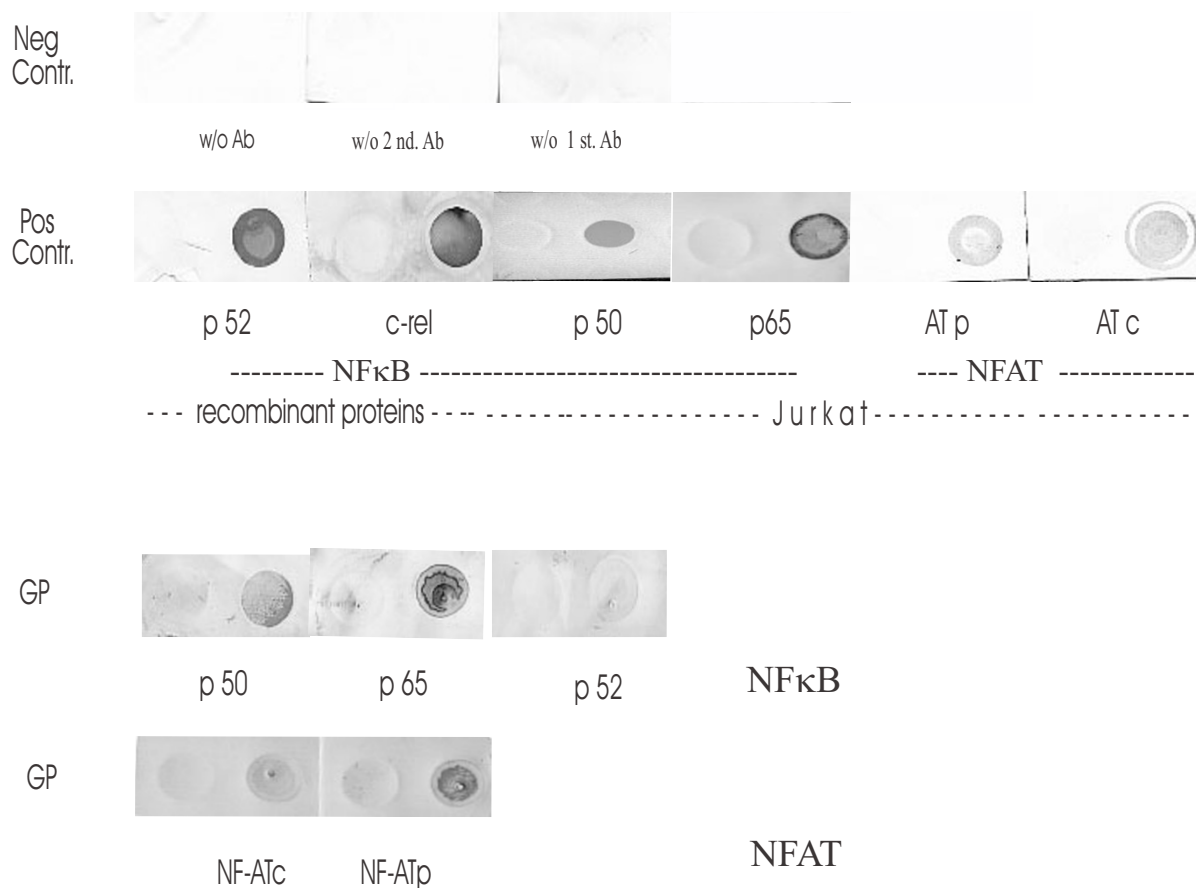 Neg
Contr.
w/o Ab w/o 2 nd. Ab w/o 1 st. Ab
Pos
Contr.
p 52 c-rel p 50 p65 AT p AT c
--------- NFκB ------------------------------------ ---- NFAT -------------
- - - recombinant proteins - - -- - - - - - -- - - - - - - - - - - - - J u r k a t - - - - - - - - - - - - - - - - - - - - - -
GP
p 50 p 65 p 52 NFκB
GP
NF-ATc NF-ATp NFAT